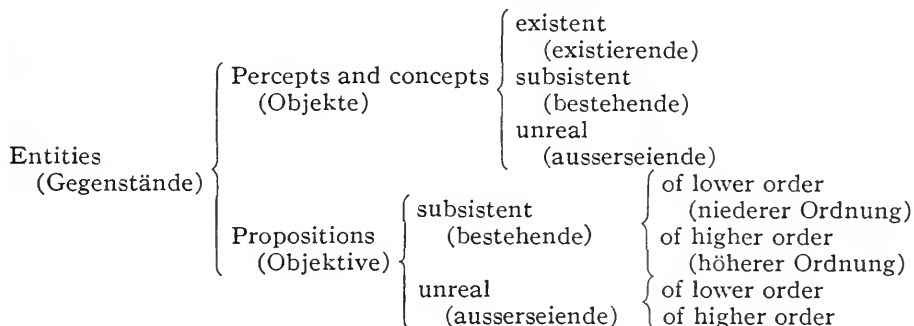 Entities
(Gegenstände)
Percepts and concepts
(Objekte)
existent
(existierende)
subsistent
(bestehende)
unreal
(ausserseiende)
Propositions
(Objektive)
subsistent
(bestehende)
of lower order
(niederer Ordnung)
of higher order
(höherer Ordnung)
unreal
(ausserseiende)
of lower order
of higher order